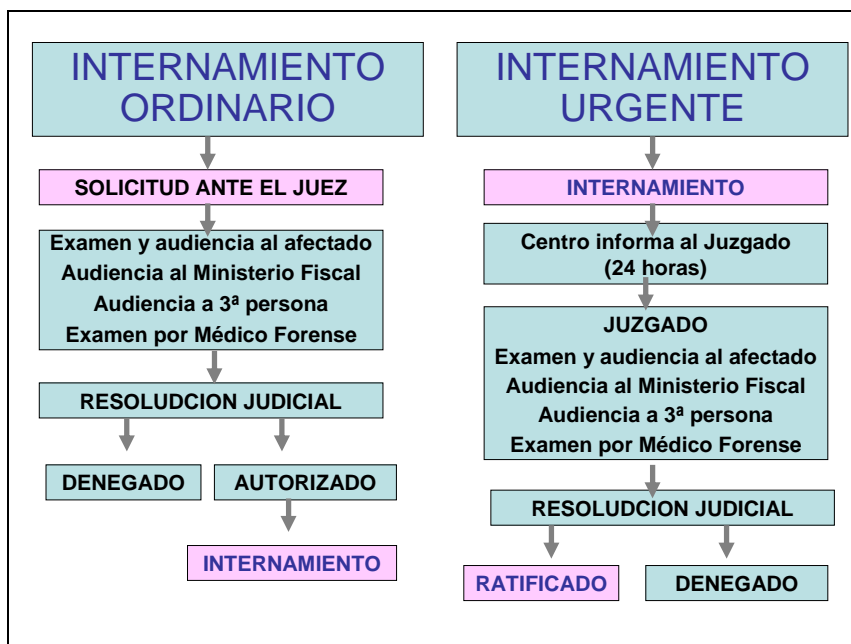 INTERNAMIENTO
ORDINARIO
SOLICITUD ANTE EL JUEZ
Examen y audiencia al afectado
Audiencia al Ministerio Fiscal
Audiencia a 3ª persona
Examen por Médico Forense
RESOLUDCION JUDICIAL
DENEGADO
AUTORIZADO
INTERNAMIENTO
INTERNAMIENTO
URGENTE
INTERNAMIENTO
Centro informa al Juzgado
(24 horas)
JUZGADO
Examen y audiencia al afectado
Audiencia al Ministerio Fiscal
Audiencia a 3ª persona
Examen por Médico Forense
RESOLUDCION JUDICIAL
RATIFICADO
DENEGADO